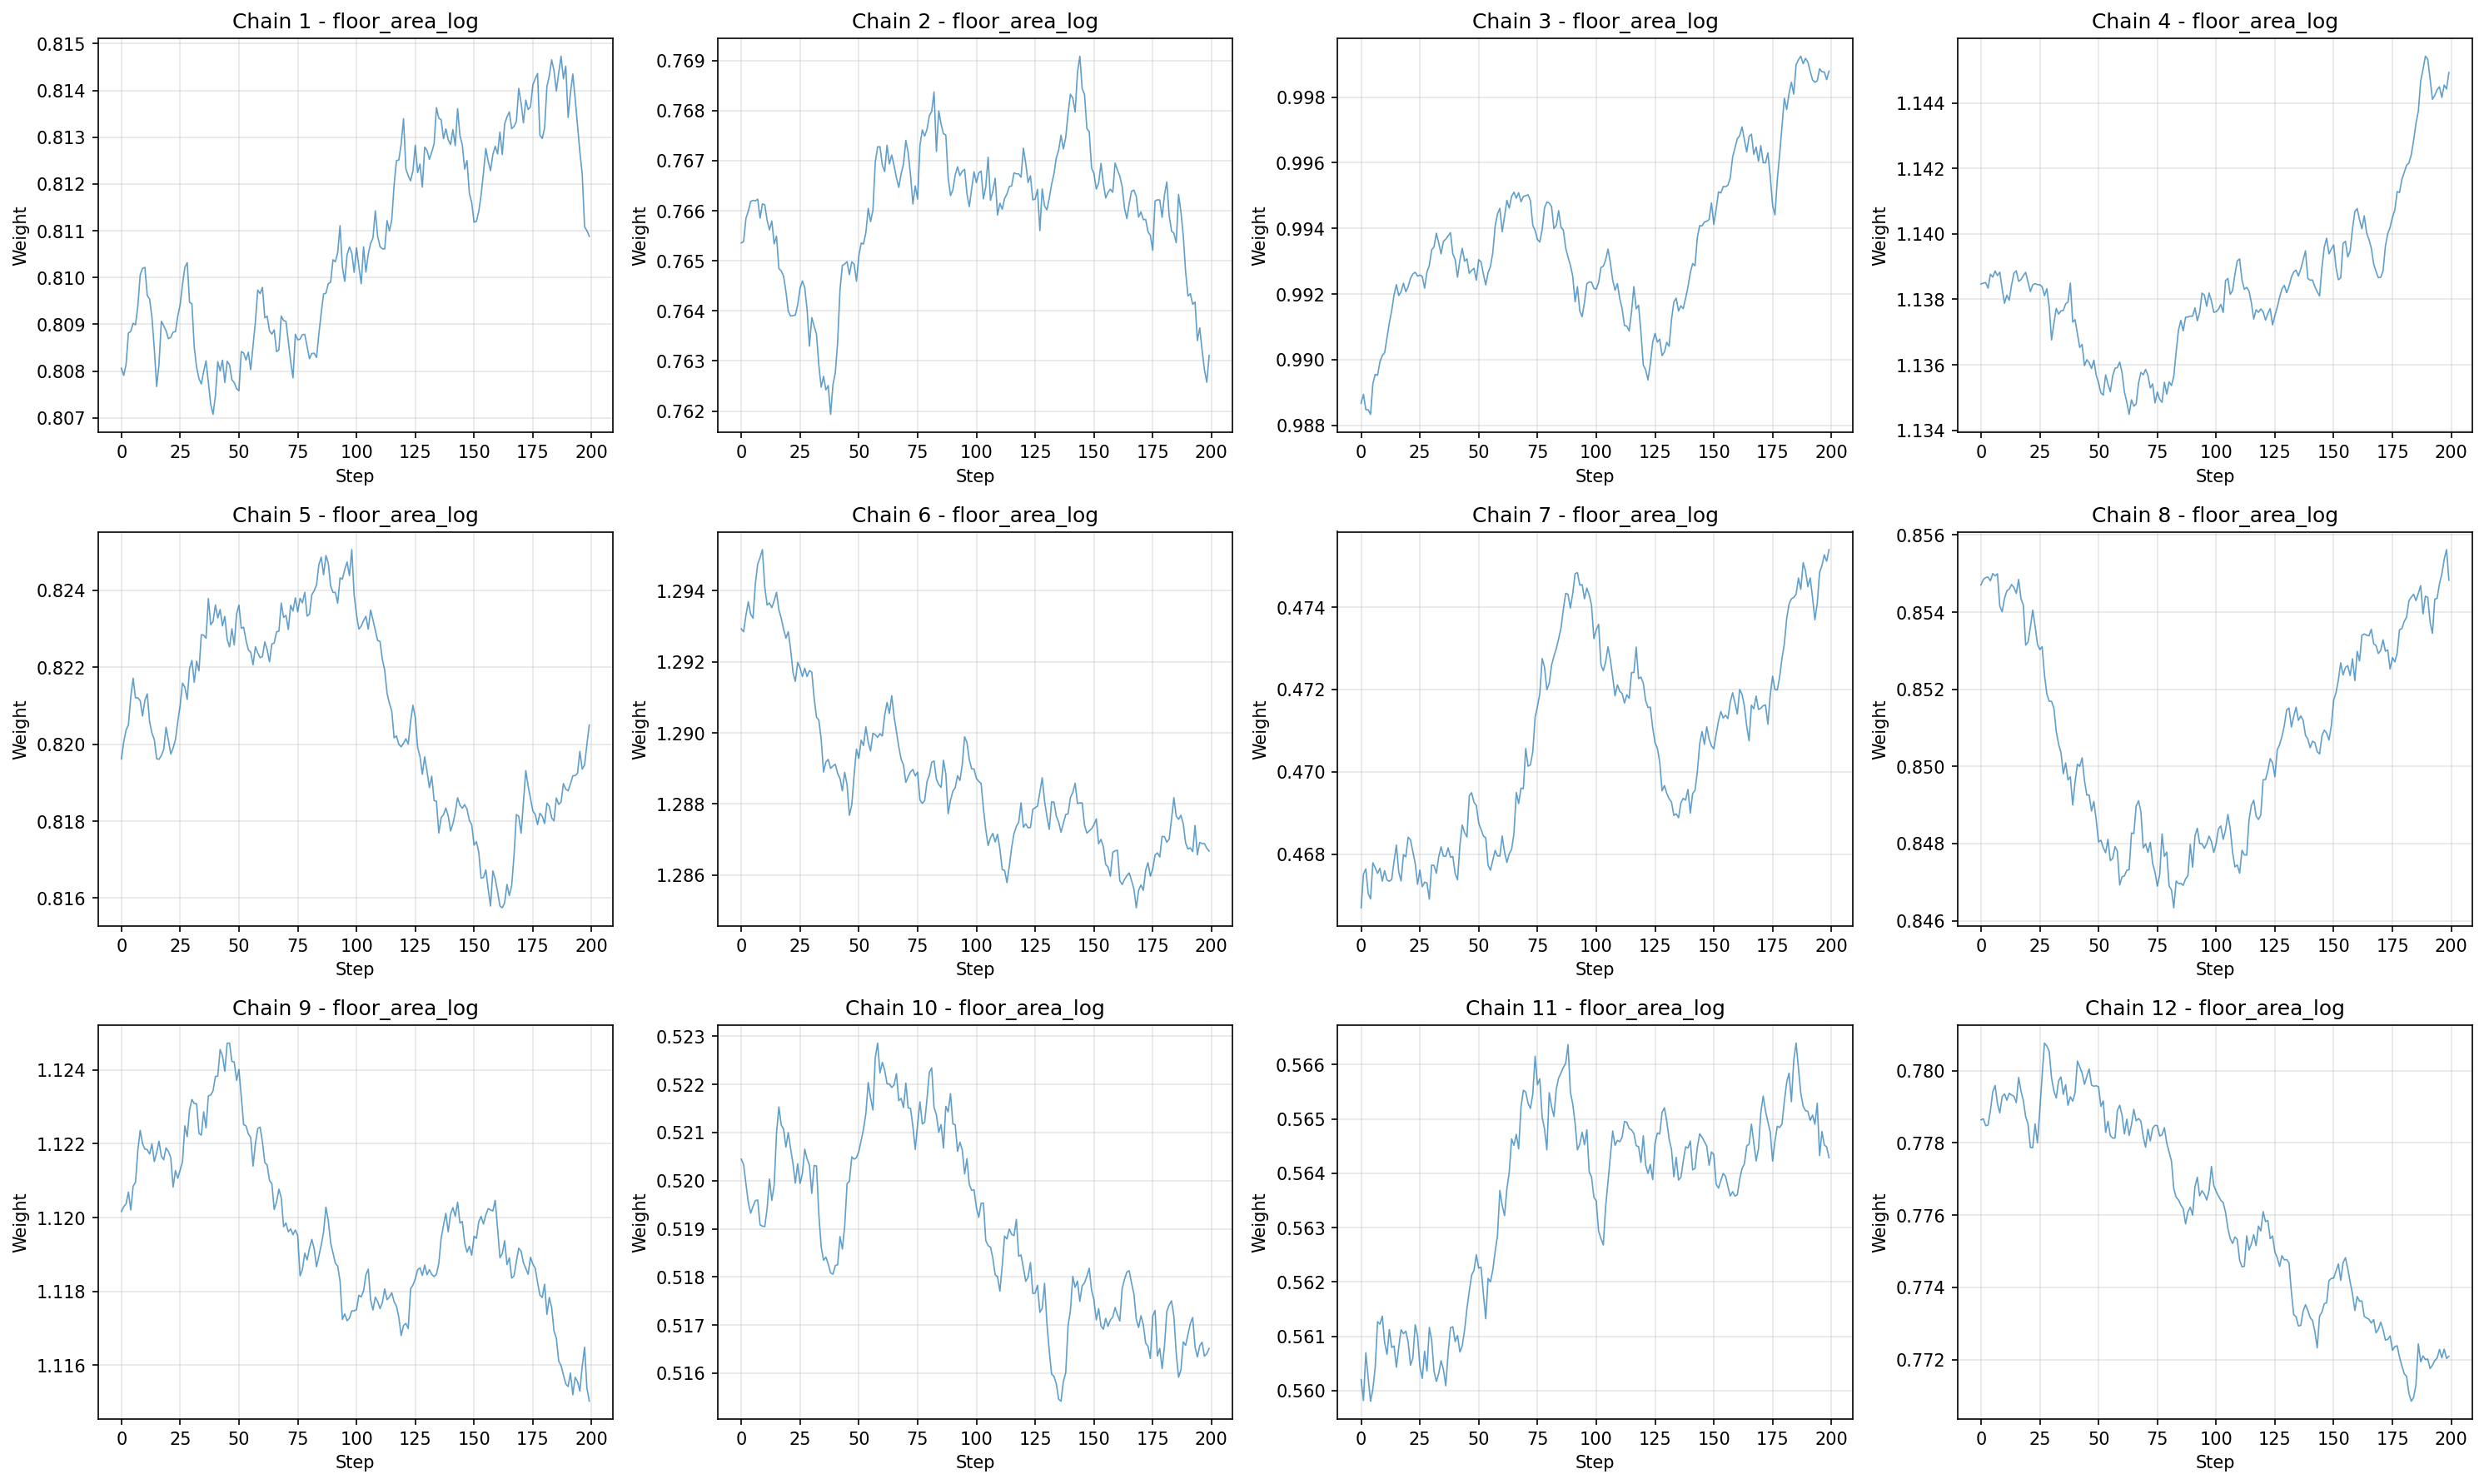 Chain 1 - floor_area_log
0.815
0.814
0.813
0.812
0.811
0.810
0.809
0.808
0.807
Weight
0 25 50 75 100 125 150 175 200
Step
Chain 2 - floor_area_log
0.769
0.768
0.767
0.766
0.765
0.764
0.763
0.762
Weight
0 25 50 75 100 125 150 175 200
Step
Chain 3 - floor_area_log
0.998
0.996
0.994
0.992
0.990
0.988
Weight
0 25 50 75 100 125 150 175 200
Step
Chain 4 - floor_area_log
1.144
1.142
1.140
1.138
1.136
1.134
Weight
0 25 50 75 100 125 150 175 200
Step
Chain 5 - floor_area_log
0.824
0.822
0.820
0.818
0.816
Weight
0 25 50 75 100 125 150 175 200
Step
Chain 6 - floor_area_log
1.294
1.292
1.290
1.288
1.286
Weight
0 25 50 75 100 125 150 175 200
Step
Chain 7 - floor_area_log
0.474
0.472
0.470
0.468
Weight
0 25 50 75 100 125 150 175 200
Step
Chain 8 - floor_area_log
0.856
0.854
0.852
0.850
0.848
0.846
Weight
0 25 50 75 100 125 150 175 200
Step
Chain 9 - floor_area_log
1.124
1.122
1.120
1.118
1.116
Weight
0 25 50 75 100 125 150 175 200
Step
Chain 10 - floor_area_log
0.523
0.522
0.521
0.520
0.519
0.518
0.517
0.516
Weight
0 25 50 75 100 125 150 175 200
Step
Chain 11 - floor_area_log
0.566
0.565
0.564
0.563
0.562
0.561
0.560
Weight
0 25 50 75 100 125 150 175 200
Step
Chain 12 - floor_area_log
0.780
0.778
0.776
0.774
0.772
Weight
0 25 50 75 100 125 150 175 200
Step